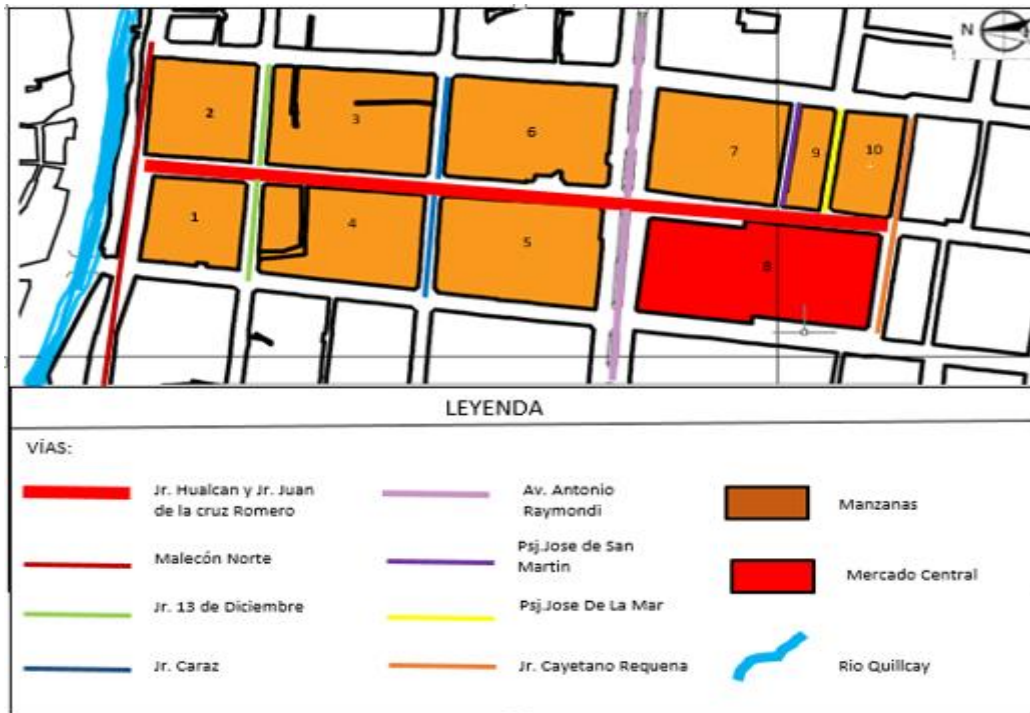 N
2
3
6
7
9
10
1
4
5
8
LEYENDA
VÍAS:
Jr. Hualcan y Jr. Juan
de la cruz Romero
Malecón Norte
Jr. 13 de Diciembre
Jr. Caraz
Av. Antonio
Raymondi
Psj.Jose de San
Martin
Psj.Jose De La Mar
Jr. Cayetano Requena
Manzanas
Mercado Central
Rio Quillcay